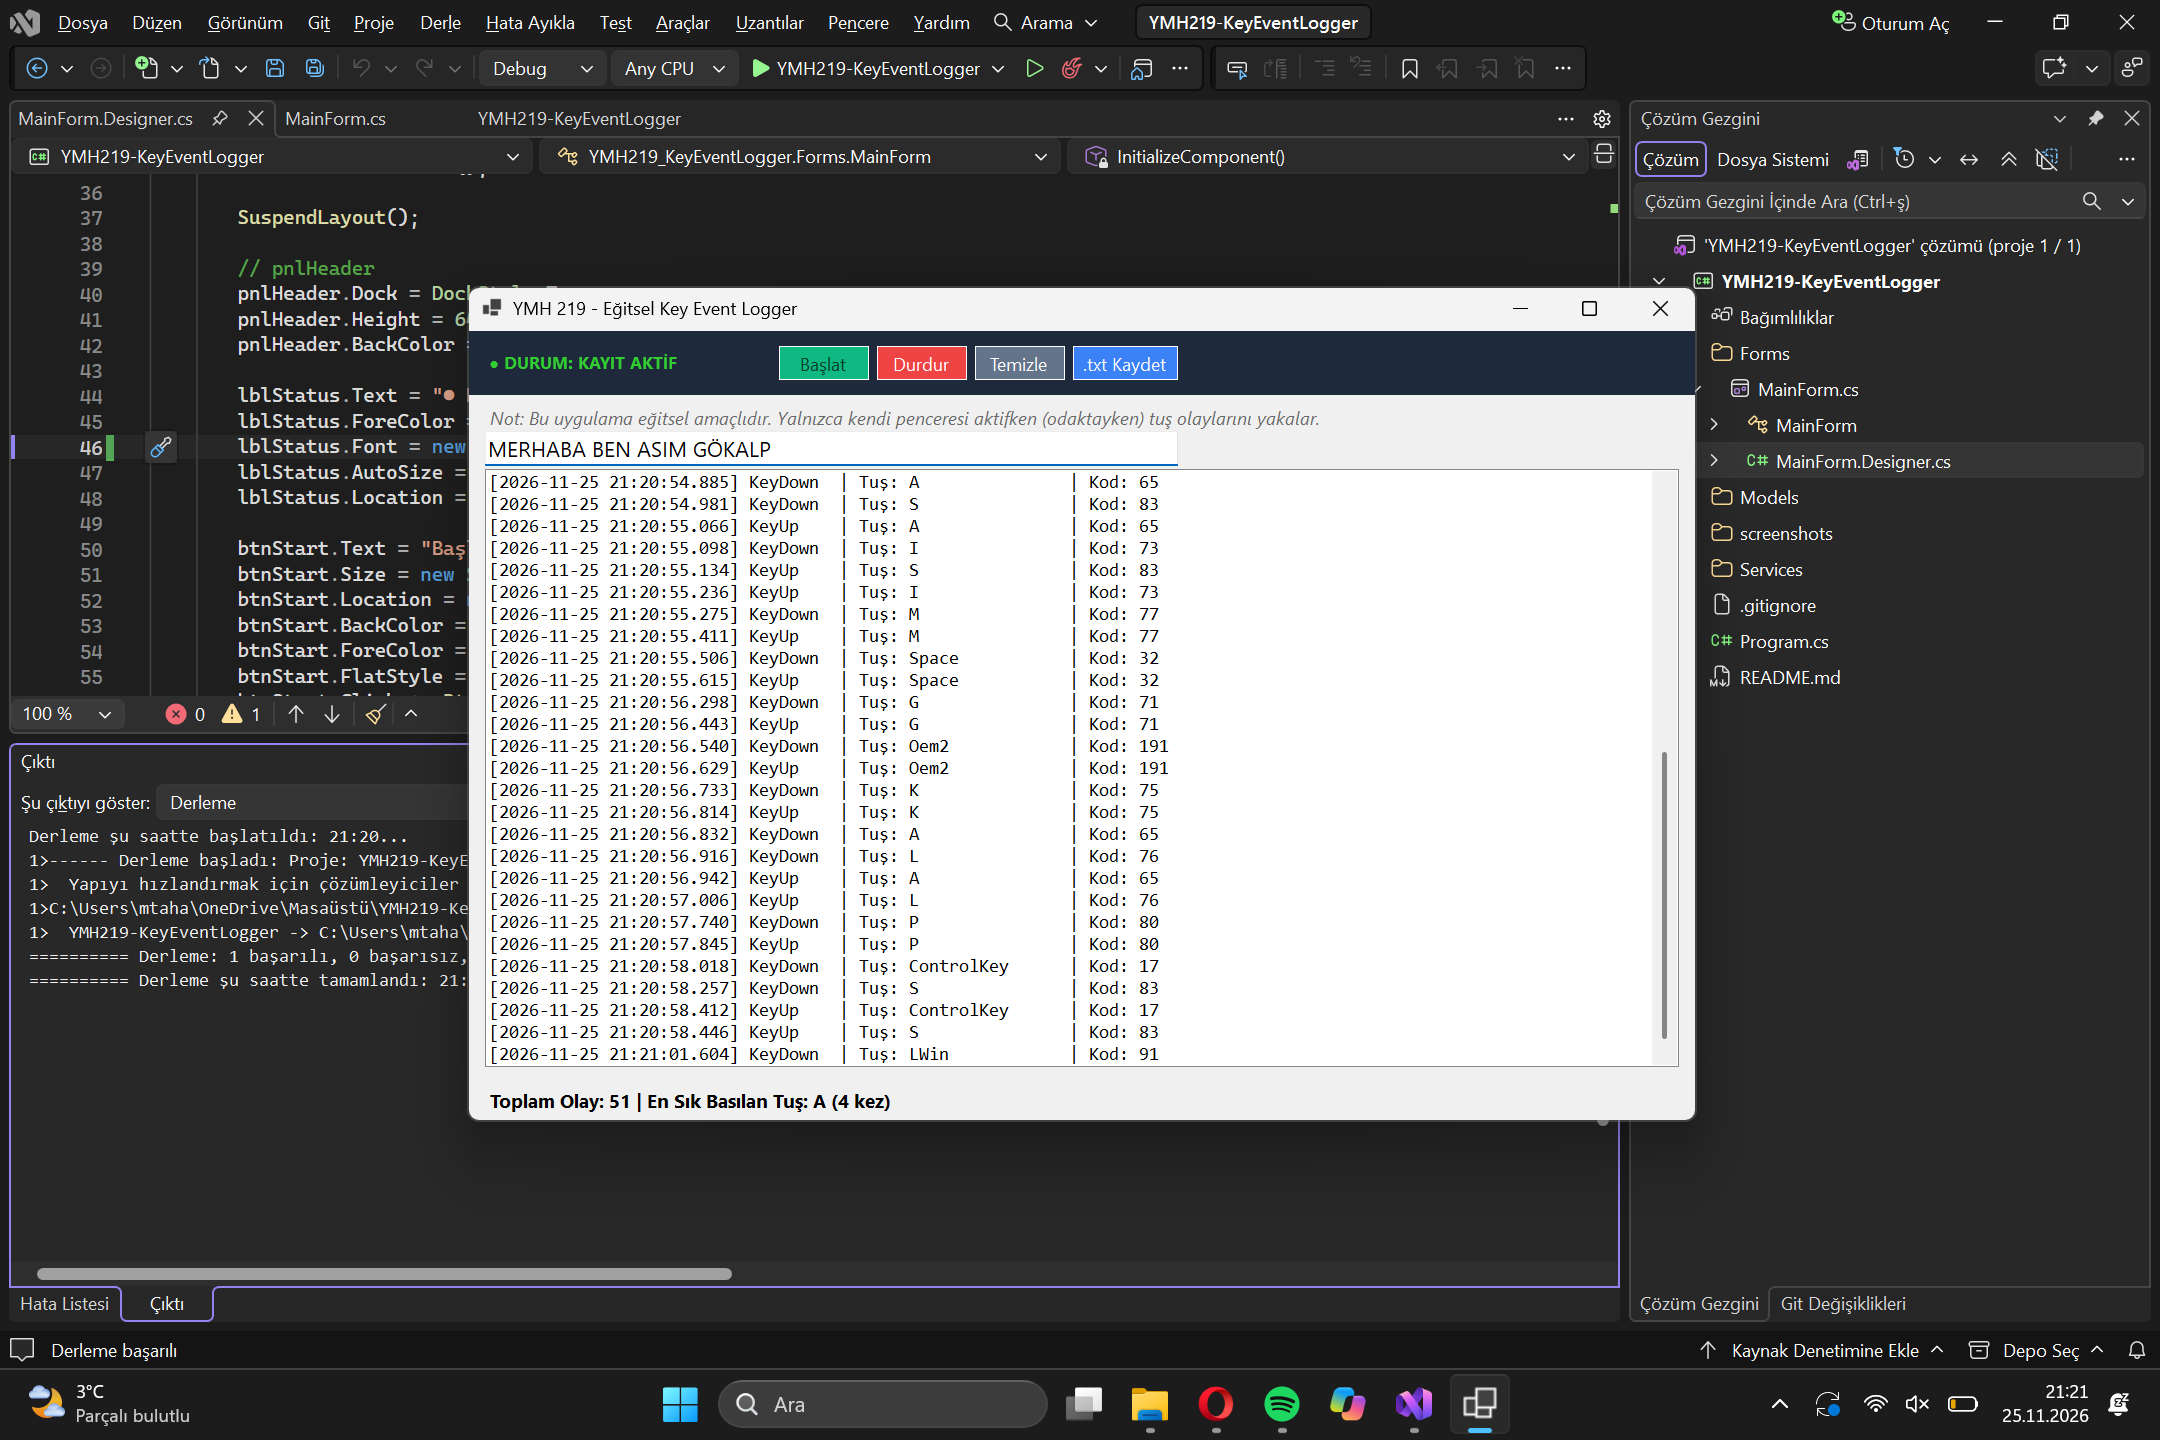 Dosya Düzen Görünüm Git Proje Derle Hata Ayıkla Test Araçlar Uzantılar Pencere Yardım Arama YMH219-KeyEventLogger Oturum Aç
Debug Any CPU YMH219-KeyEventLogger
MainForm.Designer.cs MainForm.cs YMH219-KeyEventLogger
YMH219-KeyEventLogger YMH219_KeyEventLogger.Forms.MainForm InitializeComponent()
36
37 SuspendLayout();
38
39 // pnlHeader
40 pnlHeader.Dock =
41 pnlHeader.Height =
42 pnlHeader.BackColor
43
44 lblStatus.Text = "●
45 lblStatus.ForeColor =
46 lblStatus.Font = new
47 lblStatus.AutoSize =
48 lblStatus.Location =
49
50 btnStart.Text = "Baş
51 btnStart.Size = new
52 btnStart.Location =
53 btnStart.BackColor =
54 btnStart.ForeColor =
55 btnStart.FlatStyle =
100 % 0 1
YMH 219 - Eğitsel Key Event Logger
● DURUM: KAYIT AKTİF Başlat Durdur Temizle .txt Kaydet
Not: Bu uygulama eğitsel amaçlıdır. Yalnızca kendi penceresi aktifken (odaktayken) tuş olaylarını yakalar.
MERHABA BEN ASIM GÖKALP
[2026-11-25 21:20:54.885] KeyDown | Tuş: A | Kod: 65
[2026-11-25 21:20:54.981] KeyDown | Tuş: S | Kod: 83
[2026-11-25 21:20:55.066] KeyUp | Tuş: A | Kod: 65
[2026-11-25 21:20:55.098] KeyDown | Tuş: I | Kod: 73
[2026-11-25 21:20:55.134] KeyUp | Tuş: S | Kod: 83
[2026-11-25 21:20:55.236] KeyUp | Tuş: I | Kod: 73
[2026-11-25 21:20:55.275] KeyDown | Tuş: M | Kod: 77
[2026-11-25 21:20:55.411] KeyUp | Tuş: M | Kod: 77
[2026-11-25 21:20:55.506] KeyDown | Tuş: Space | Kod: 32
[2026-11-25 21:20:55.615] KeyUp | Tuş: Space | Kod: 32
[2026-11-25 21:20:56.298] KeyDown | Tuş: G | Kod: 71
[2026-11-25 21:20:56.443] KeyUp | Tuş: G | Kod: 71
[2026-11-25 21:20:56.540] KeyDown | Tuş: Oem2 | Kod: 191
[2026-11-25 21:20:56.629] KeyUp | Tuş: Oem2 | Kod: 191
[2026-11-25 21:20:56.733] KeyDown | Tuş: K | Kod: 75
[2026-11-25 21:20:56.814] KeyUp | Tuş: K | Kod: 75
[2026-11-25 21:20:56.832] KeyDown | Tuş: A | Kod: 65
[2026-11-25 21:20:56.916] KeyDown | Tuş: L | Kod: 76
[2026-11-25 21:20:56.942] KeyUp | Tuş: A | Kod: 65
[2026-11-25 21:20:57.006] KeyUp | Tuş: L | Kod: 76
[2026-11-25 21:20:57.740] KeyDown | Tuş: P | Kod: 80
[2026-11-25 21:20:57.845] KeyUp | Tuş: P | Kod: 80
[2026-11-25 21:20:58.018] KeyDown | Tuş: ControlKey | Kod: 17
[2026-11-25 21:20:58.257] KeyDown | Tuş: S | Kod: 83
[2026-11-25 21:20:58.412] KeyUp | Tuş: ControlKey | Kod: 17
[2026-11-25 21:20:58.446] KeyUp | Tuş: S | Kod: 83
[2026-11-25 21:21:01.604] KeyDown | Tuş: LWin | Kod: 91
Toplam Olay: 51 | En Sık Basılan Tuş: A (4 kez)
Çıktı
Şu çıktıyı göster: Derleme
Derleme şu saatte başlatıldı: 21:20...
1>------ Derleme başladı: Proje: YMH219-KeyE
1> Yapıyı hızlandırmak için çözümleyiciler
1>C:\Users\mtaha\OneDrive\Masaüstü\YMH219-Ke
1> YMH219-KeyEventLogger -> C:\Users\mtaha\
========== Derleme: 1 başarılı, 0 başarısız,
========== Derleme şu saatte tamamlandı: 21:
Hata Listesi Çıktı
Çözüm Gezgini
Çözüm Dosya Sistemi
Çözüm Gezgini İçinde Ara (Ctrl+ş)
'YMH219-KeyEventLogger' çözümü (proje 1 / 1)
YMH219-KeyEventLogger
Bağımlılıklar
Forms
MainForm.cs
MainForm
C# MainForm.Designer.cs
Models
screenshots
Services
.gitignore
C# Program.cs
README.md
Çözüm Gezgini Git Değişiklikleri
Derleme başarılı Kaynak Denetimine Ekle Depo Seç
3°C
Parçalı bulutlu
Ara
21:21
25.11.2026